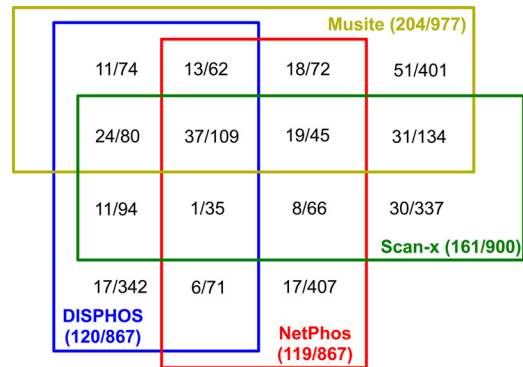 Musite (204/977)
11/74 13/62 18/72 51/401
24/80 37/109 19/45 31/134
11/94 1/35 8/66 30/337
Scan-x (161/900)
17/342 6/71 17/407
DISPHOS
(120/867)
NetPhos
(119/867)